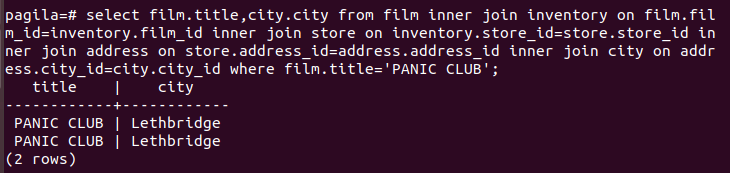 pagila=# select film.title,city.city from film inner join inventory on film.fil
m_id=inventory.film_id inner join store on inventory.store_id=store.store_id in
ner join address on store.address_id=address.address_id inner join city on addr
ess.city_id=city.city_id where film.title='PANIC CLUB';
   title    |    city
------------+------------
 PANIC CLUB | Lethbridge
 PANIC CLUB | Lethbridge
(2 rows)